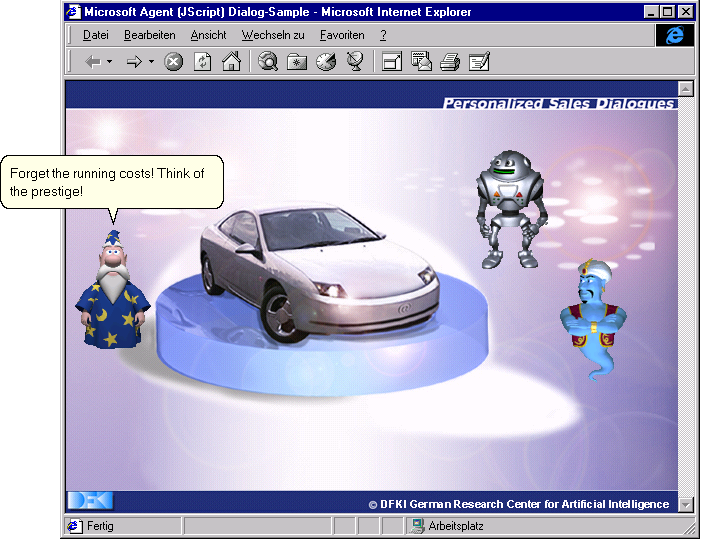 Microsoft Agent (JScript) Dialog-Sample - Microsoft Internet Explorer
Datei Bearbeiten Ansicht Wechseln zu Favoriten ?
Personalized Sales Dialogues
Forget the running costs! Think of
the prestige!
DFKI
© DFKI German Research Center for Artificial Intelligence
Fertig Arbeitsplatz